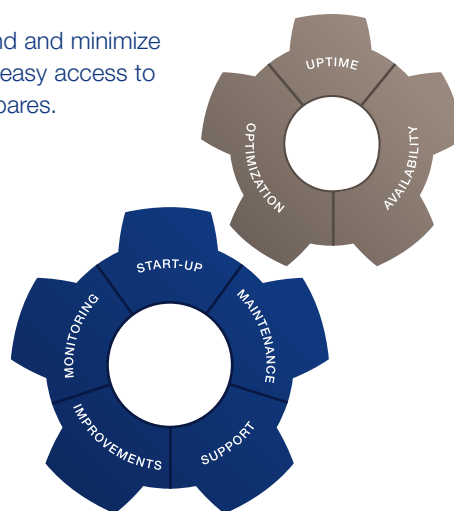 nd and minimize
easy access to
pares.
UPTIME
OPTIMIZATION
AVAILABILITY
START-UP
MONITORING
MAINTENANCE
IMPROVEMENTS
SUPPORT